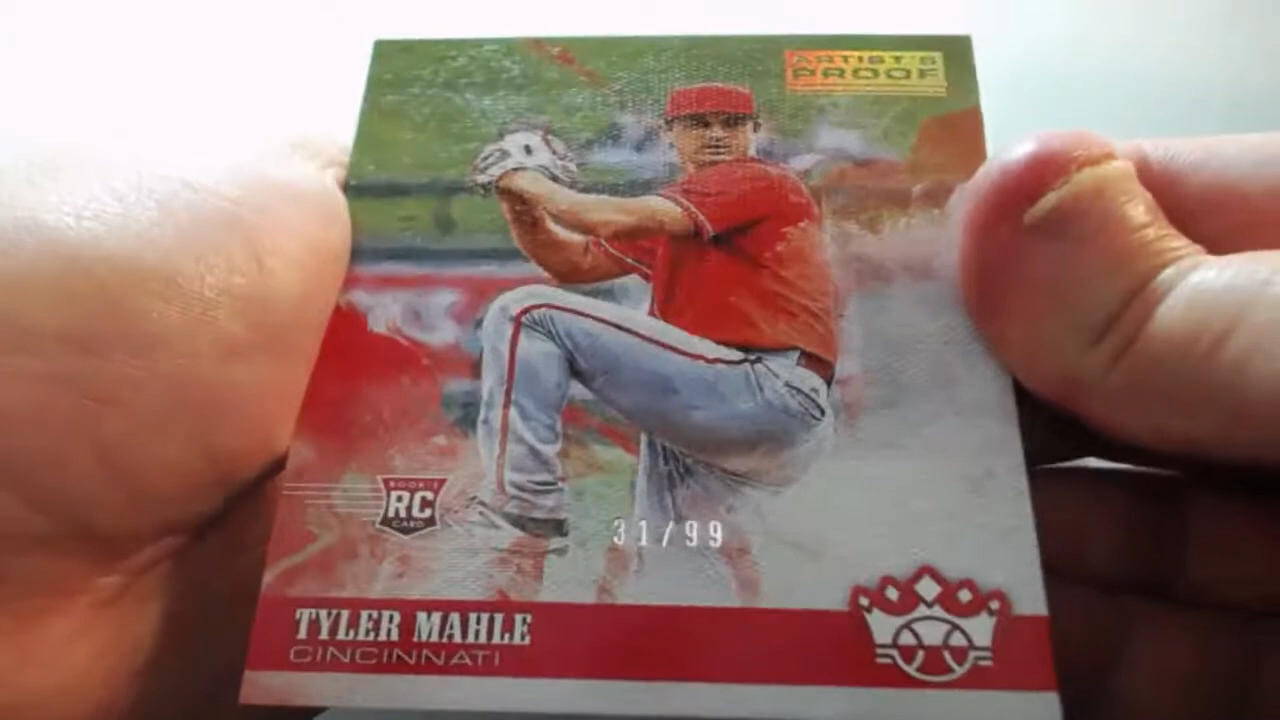 ARTIST'S
PROOF
ROOKIE
RC
CARD
31/99
TYLER MAHLE
CINCINNATI